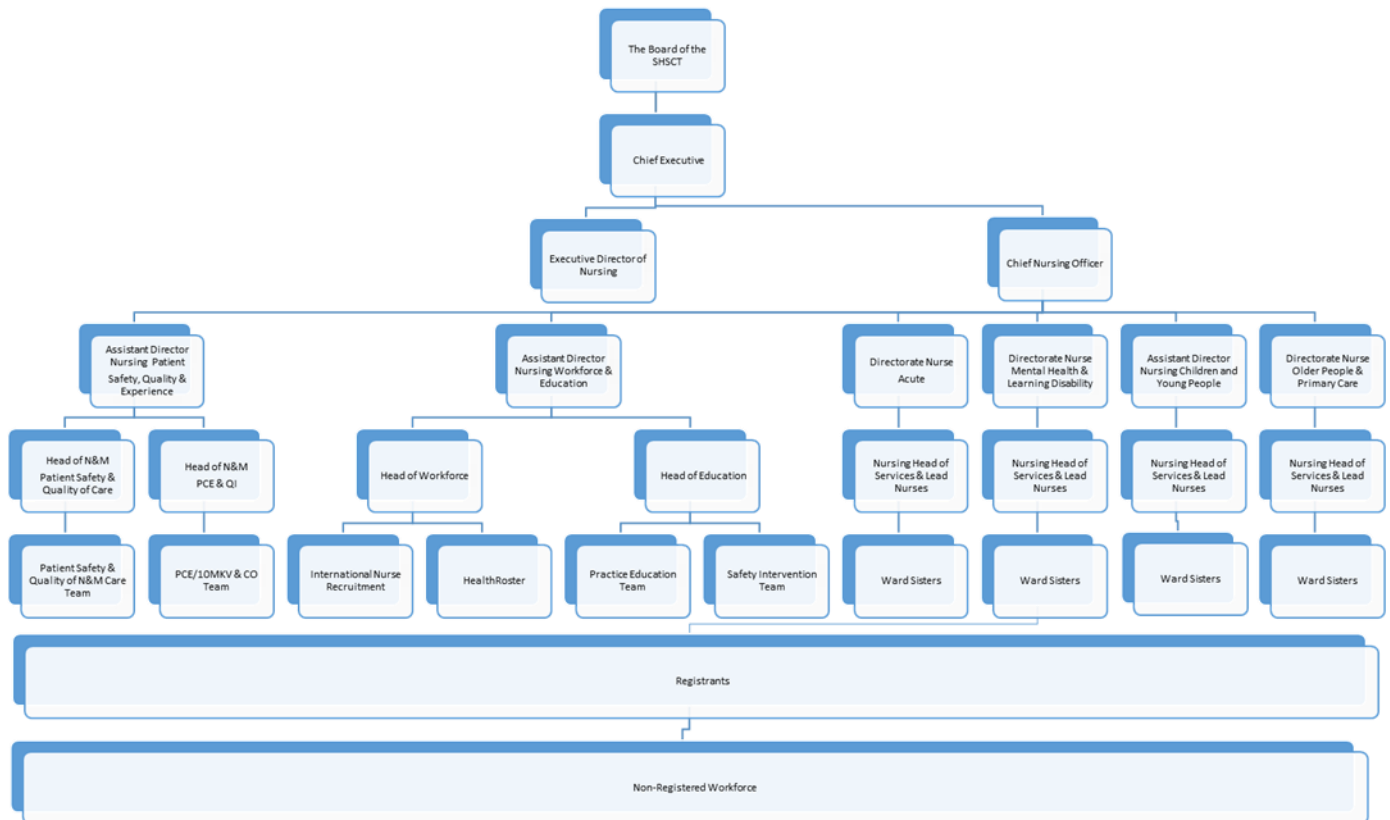 The Board of the
SHSCT
Chief Executive
Executive Director of
Nursing
Chief Nursing Officer
Assistant Director
Nursing Patient
Safety, Quality &
Experience
Assistant Director
Nursing Workforce &
Education
Directorate Nurse
Acute
Directorate Nurse
Mental Health &
Learning Disability
Assistant Director
Nursing Children and
Young People
Directorate Nurse
Older People &
Primary Care
Head of N&M
Patient Safety &
Quality of Care
Head of N&M
PCE & QI
Head of Workforce
Head of Education
Nursing Head of
Services & Lead
Nurses
Nursing Head of
Services & Lead
Nurses
Nursing Head of
Services & Lead
Nurses
Nursing Head of
Services & Lead
Nurses
Patient Safety &
Quality of N&M Care
Team
PCE/10MKV & CO
Team
International Nurse
Recruitment
HealthRoster
Practice Education
Team
Safety Intervention
Team
Ward Sisters
Ward Sisters
Ward Sisters
Ward Sisters
Registrants
Non-Registered Workforce